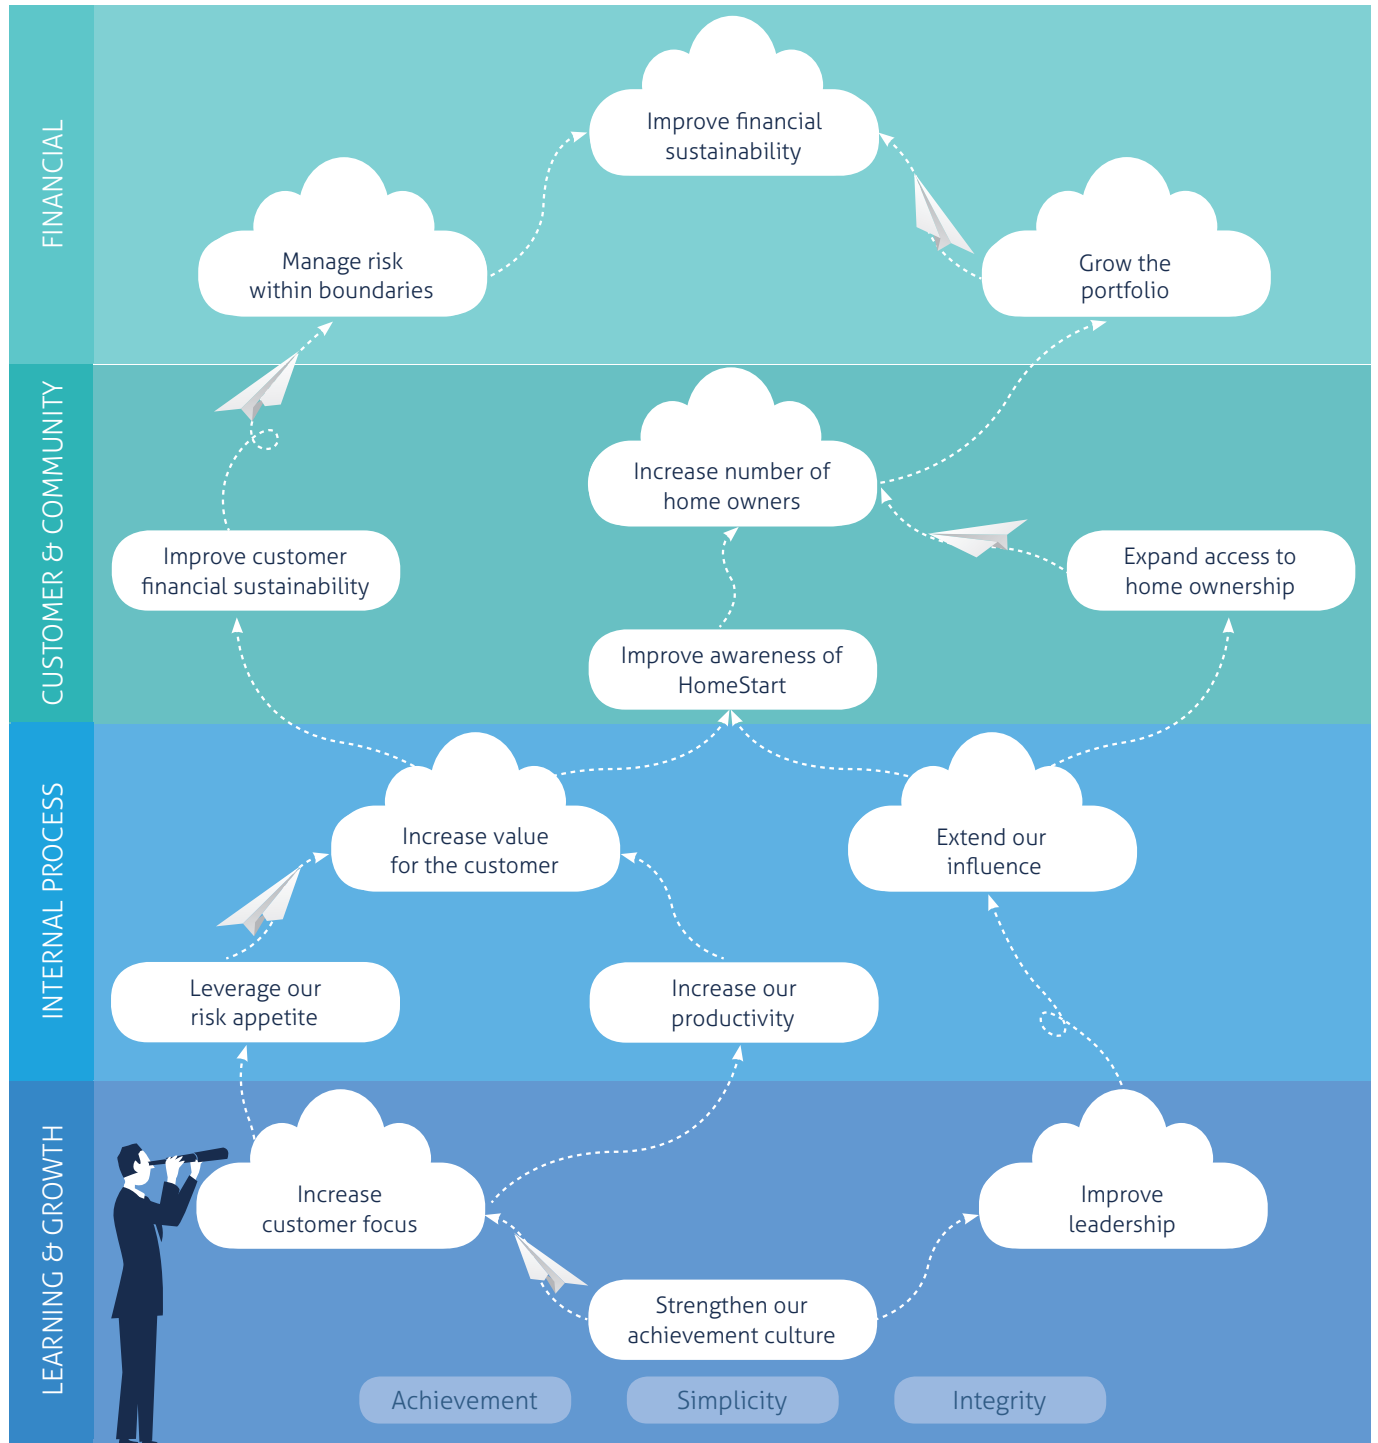 FINANCIAL
Improve financial
sustainability
Manage risk
within boundaries
Grow the
portfolio
CUSTOMER & COMMUNITY
Increase number of
home owners
Improve customer
financial sustainability
Expand access to
home ownership
Improve awareness of
HomeStart
INTERNAL PROCESS
Increase value
for the customer
Extend our
influence
Leverage our
risk appetite
Increase our
productivity
LEARNING & GROWTH
Increase
customer focus
Improve
leadership
Strengthen our
achievement culture
Achievement
Simplicity
Integrity